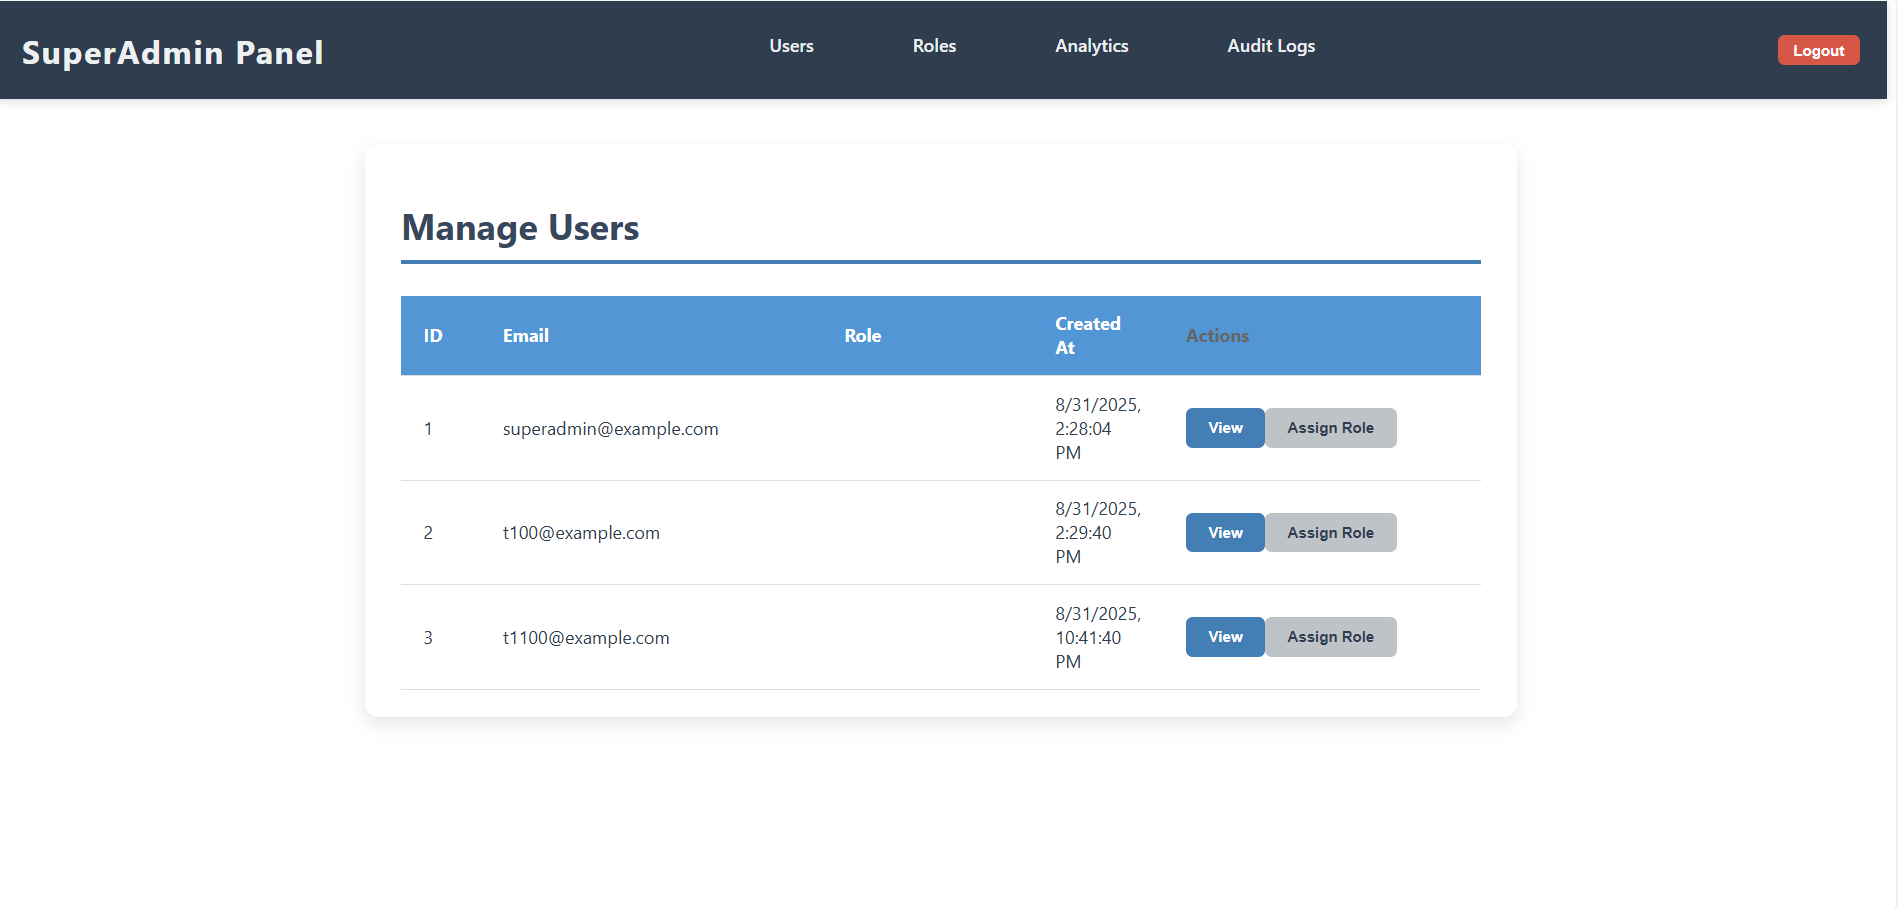 SuperAdmin Panel
Users Roles Analytics Audit Logs
Logout
Manage Users
ID Email Role Created At Actions
1 superadmin@example.com 8/31/2025, 2:28:04 PM View Assign Role
2 t100@example.com 8/31/2025, 2:29:40 PM View Assign Role
3 t1100@example.com 8/31/2025, 10:41:40 PM View Assign Role